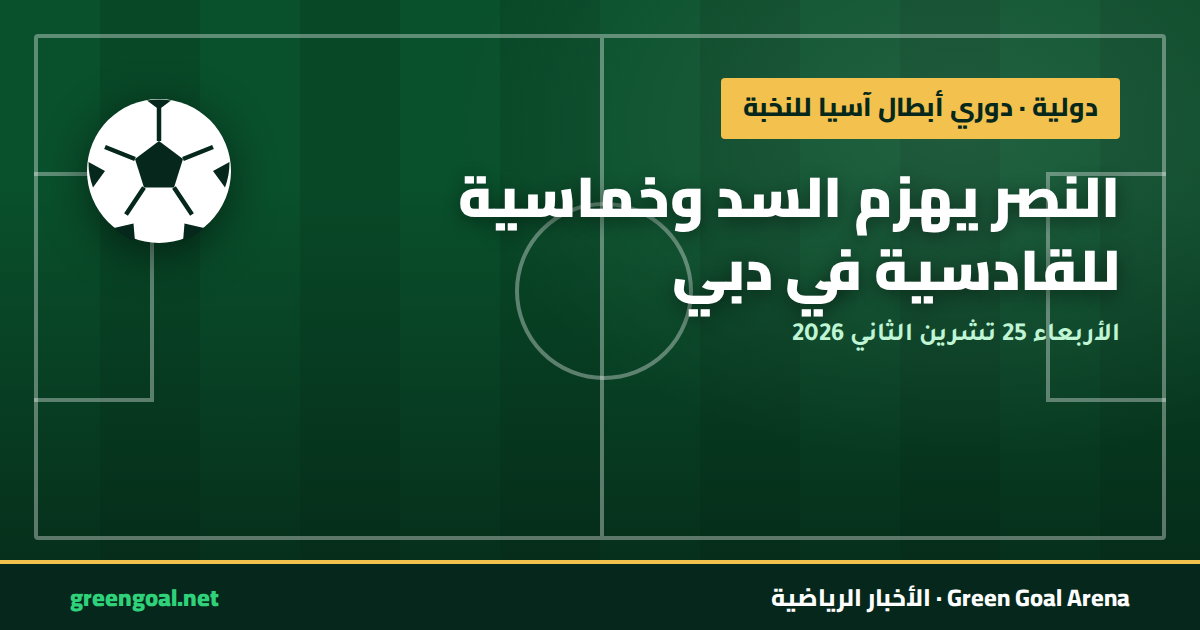 دولية · دوري أبطال آسيا للنخبة
النصر يهزم السد وخماسية
للقادسية في دبي
الأربعاء 25 تشرين الثاني 2026
greengoal.net
الأخبار الرياضية · Green Goal Arena